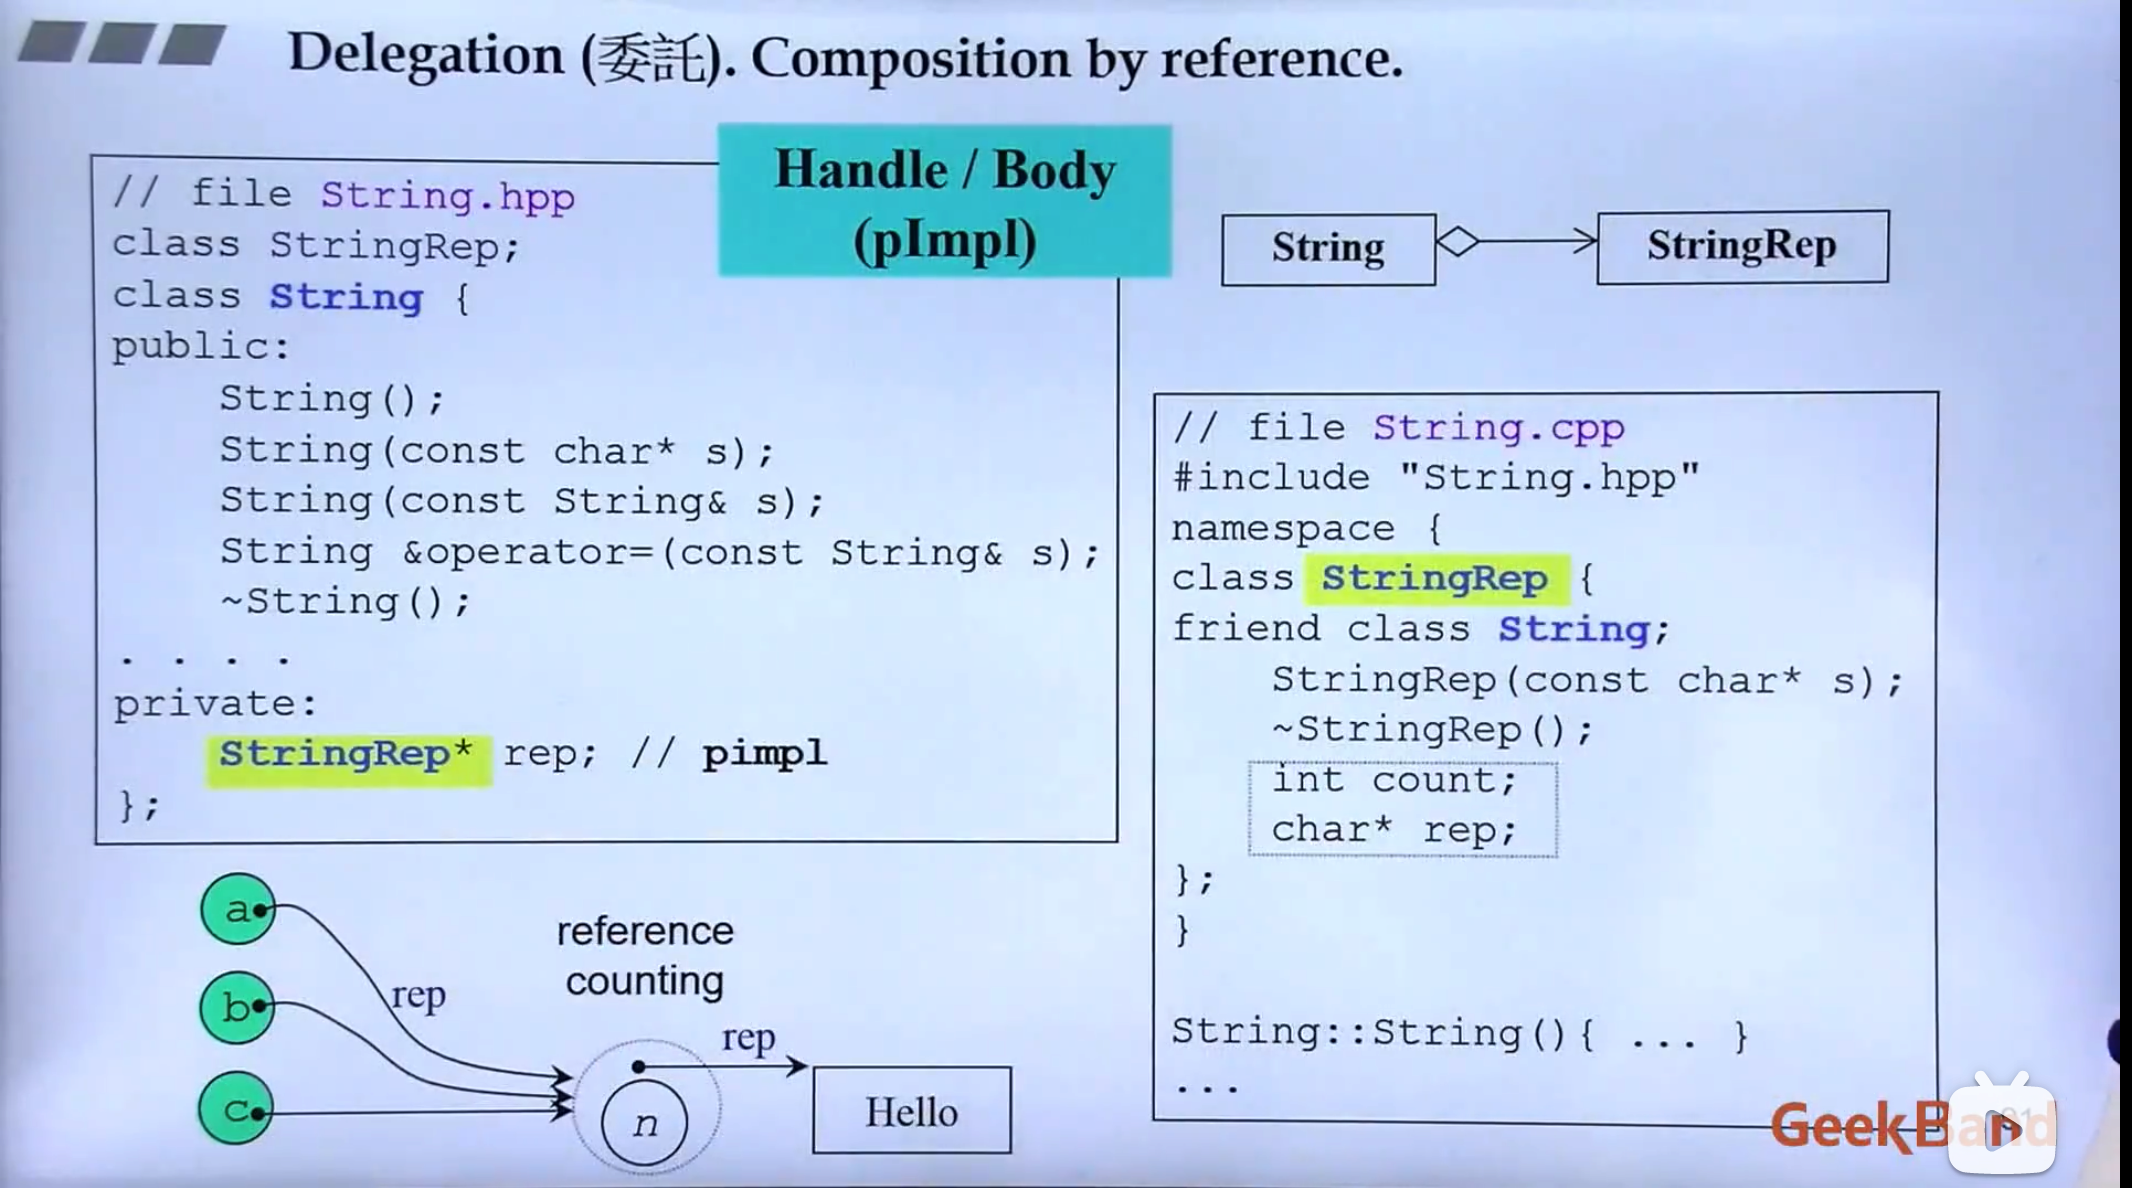 Delegation (委託). Composition by reference.
Handle / Body
(pImpl)
// file String.hpp
class StringRep;
class String {
public:
String();
String(const char* s);
String(const String& s);
String &operator=(const String& s);
~String();
. . . .
private:
StringRep* rep; // pimpl
};
String
StringRep
// file String.cpp
#include "String.hpp"
namespace {
class StringRep {
friend class String;
StringRep(const char* s);
~StringRep();
int count;
char* rep;
};
}
String::String(){ ... }
...
a
b
c
rep
reference
counting
n
rep
Hello
GeekBand